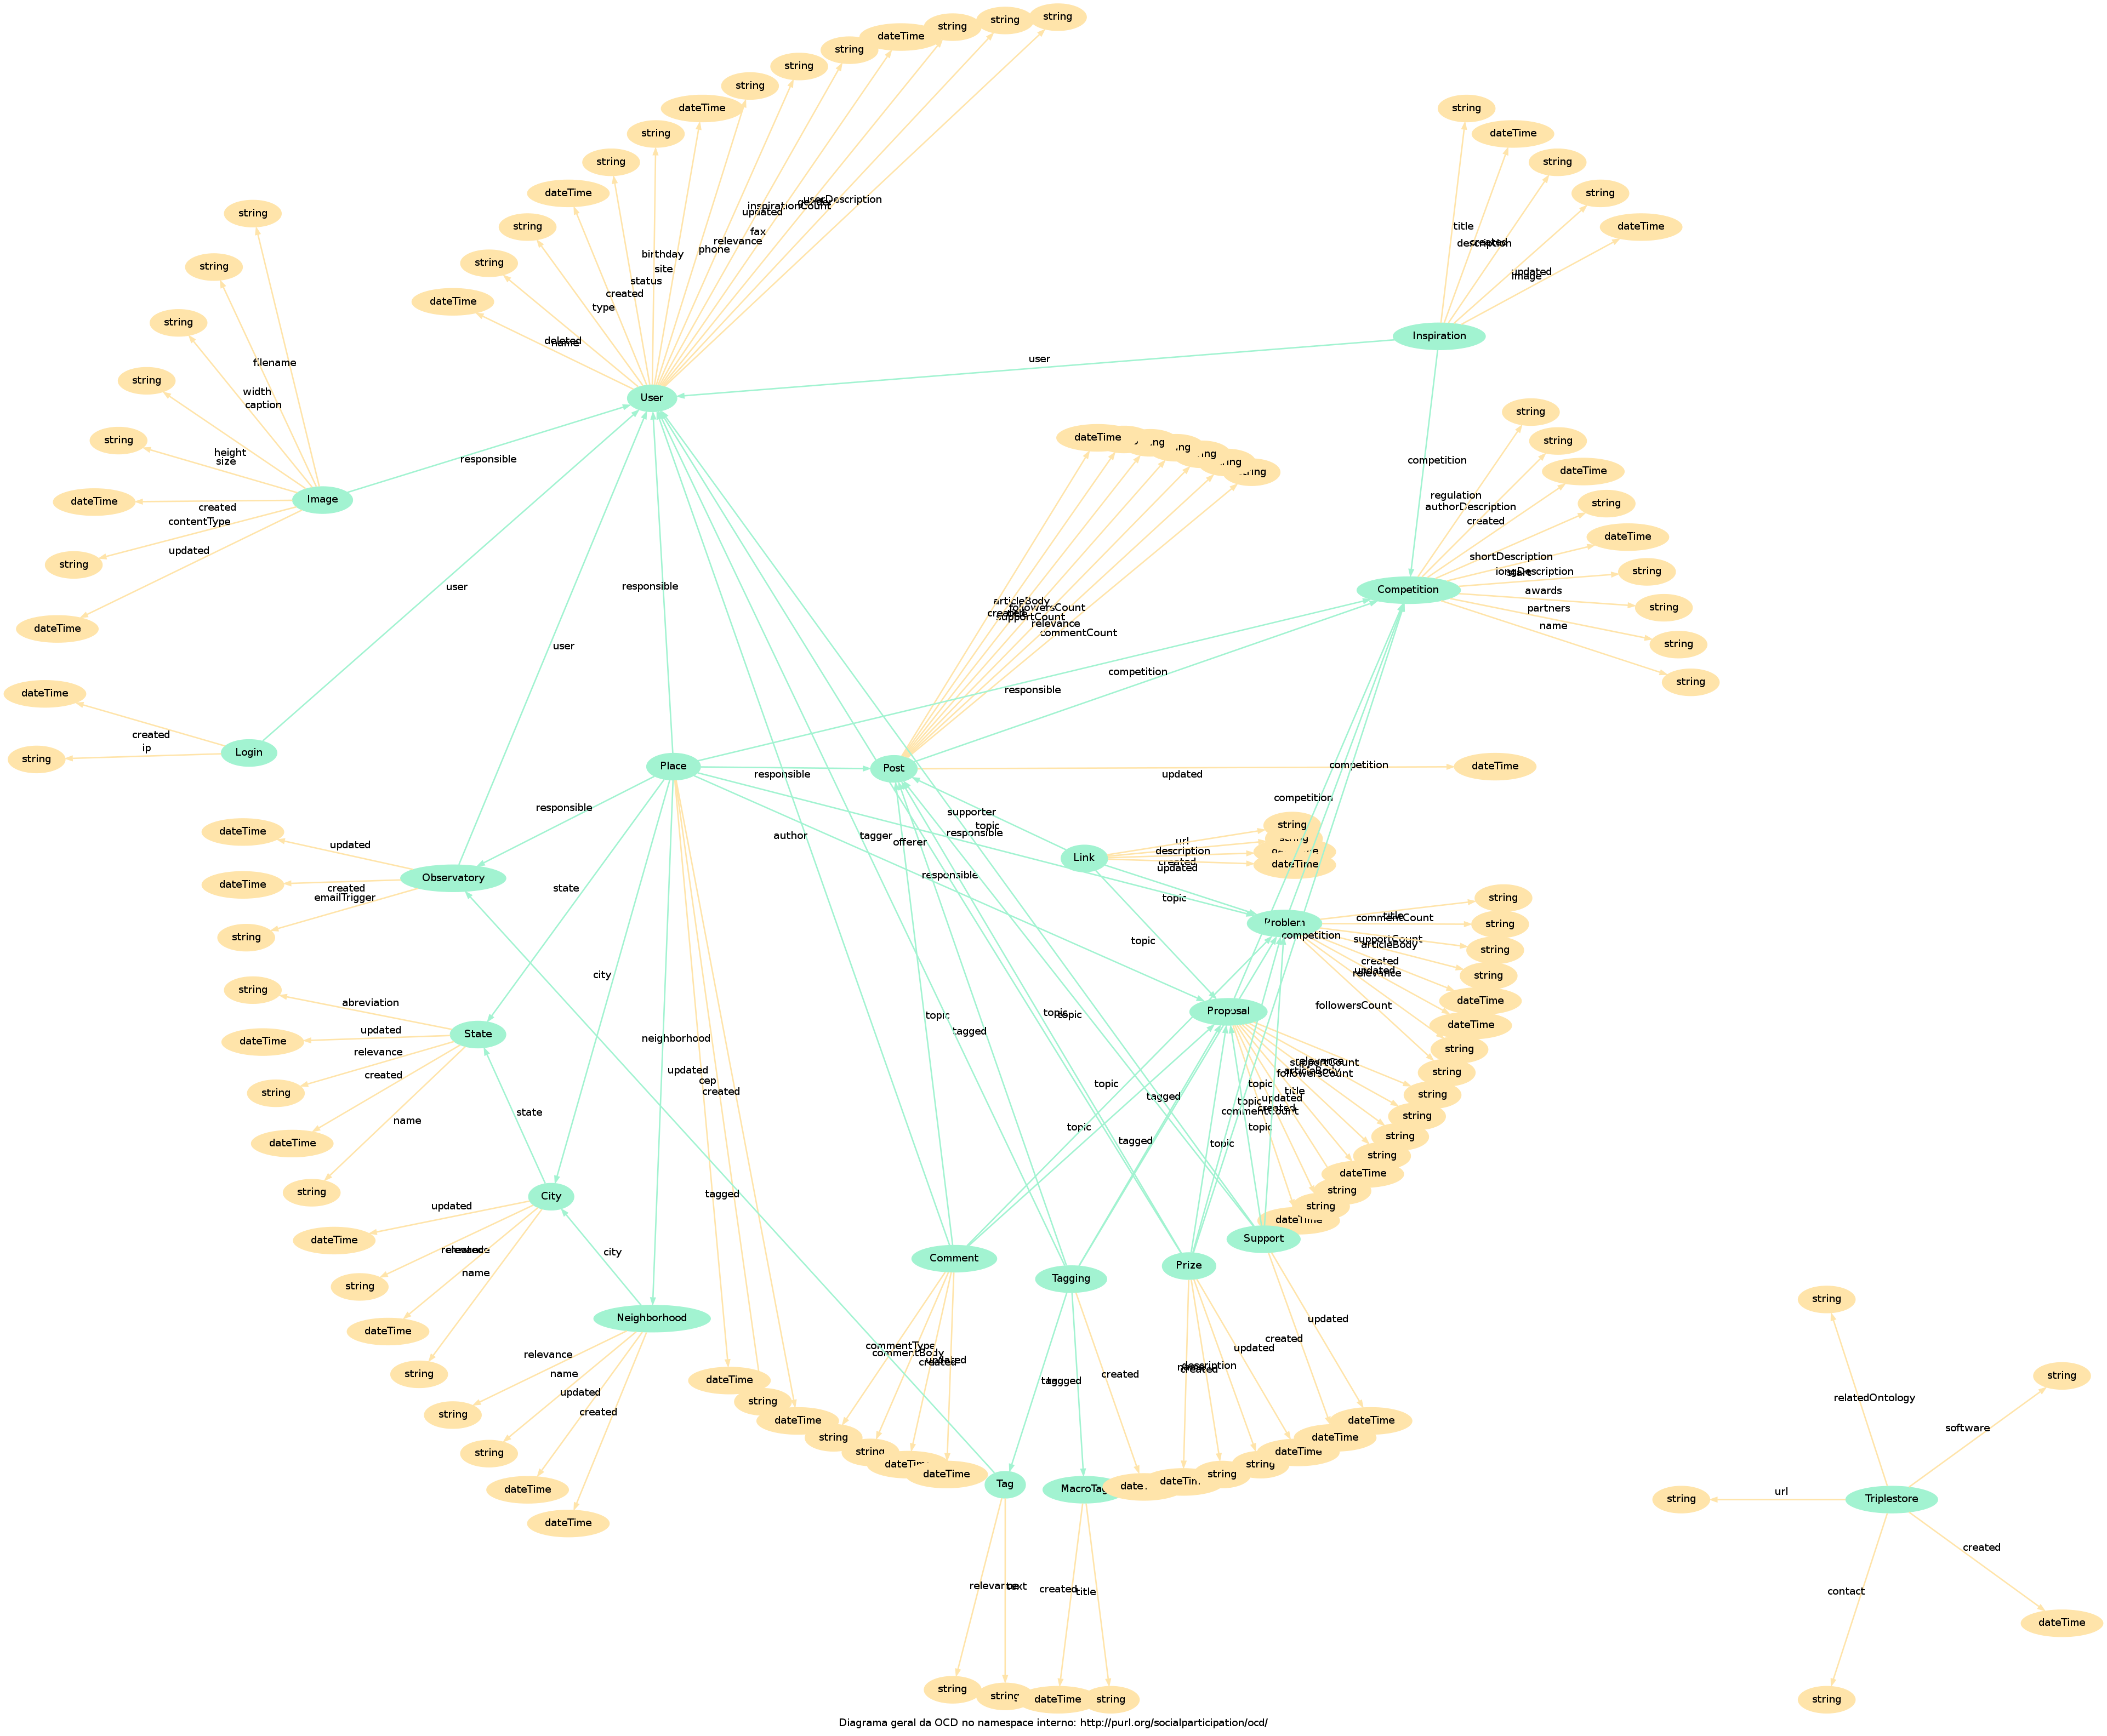 string
string
string
dateTime
string
string
string
dateTime
string
string
dateTime
string
string
dateTime
string
string
dateTime
string
string
dateTime
string
dateTime
string
string
string
string
string
dateTime
string
dateTime
userDescription
inspirationCount
updated
fax
relevance
phone
birthday
site
status
created
type
deleted
name
title
description
created
updated
image
filename
width
caption
height
size
created
contentType
updated
Inspiration
User
Image
user
responsible
competition
user
string
string
dateTime
string
dateTime
string
string
string
string
regulation
authorDescription
created
shortDescription
start
longDescription
awards
partners
name
Competition
dateTime
string
articleBody
followersCount
created
supportCount
relevance
commentCount
responsible
user
competition
responsible
dateTime
string
created
ip
Login
Place
Post
updated
dateTime
responsible
responsible
competition
competition
supporter
topic
responsible
author
tagger
offerer
responsible
string
string
dateTime
url
description
created
updated
Link
dateTime
dateTime
string
updated
created
emailTrigger
Observatory
state
topic
topic
Problem
competition
title
commentCount
supportCount
articleBody
created
updated
relevance
followersCount
string
string
string
string
dateTime
dateTime
string
string
string
string
string
string
dateTime
string
string
dateTime
string
dateTime
string
dateTime
string
abreviation
updated
relevance
created
name
State
city
Proposal
neighborhood
topic
tagged
topic
topic
updated
cep
created
relevance
supportCount
articleBody
followersCount
title
updated
created
commentCount
topic
topic
topic
topic
topic
tagged
tagged
topic
state
City
updated
relevance
created
name
dateTime
string
dateTime
string
tagged
city
Comment
Tagging
Prize
Support
Neighborhood
relevance
name
updated
created
string
string
dateTime
dateTime
commentType
commentBody
updated
created
tag
tagged
created
description
created
updated
created
updated
dateTime
string
dateTime
string
string
dateTime
Tag
string
string
dateTime
dateTime
dateTime
relevance
text
created
title
string
string
dateTime
string
string
string
relatedOntology
software
string
url
Triplestore
created
contact
dateTime
string
Diagrama geral da OCD no namespace interno: http://purl.org/socialparticipation/ocd/